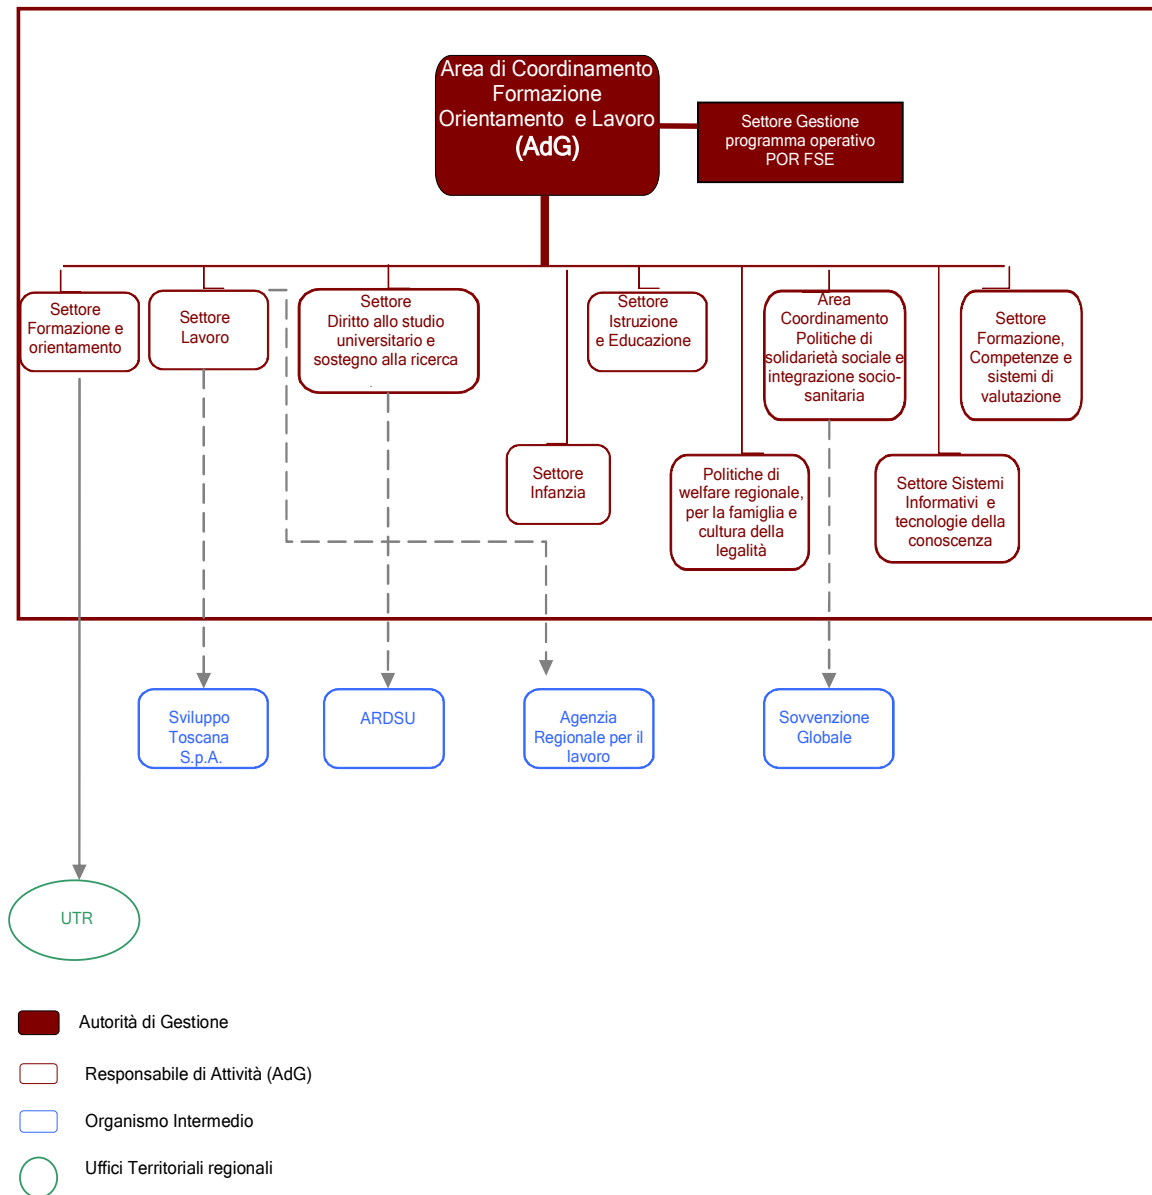 Area di Coordinamento
Formazione
Orientamento e Lavoro
(AdG)
Settore Gestione
programma operativo
POR FSE
Settore
Formazione e
orientamento
Settore
Lavoro
Settore
Diritto allo studio
universitario e
sostegno alla ricerca
.
Settore
Istruzione
e Educazione
Area
Coordinamento
Politiche di
solidarietà sociale e
integrazione socio-
sanitaria
Settore
Formazione,
Competenze e
sistemi di
valutazione
Settore
Infanzia
Politiche di
welfare regionale,
per la famiglia e
cultura della
legalità
Settore Sistemi
Informativi e
tecnologie della
conoscenza
Sviluppo
Toscana
S.p.A.
ARDSU
Agenzia
Regionale per il
lavoro
Sovvenzione
Globale
UTR
Autorità di Gestione
Responsabile di Attività (AdG)
Organismo Intermedio
Uffici Territoriali regionali